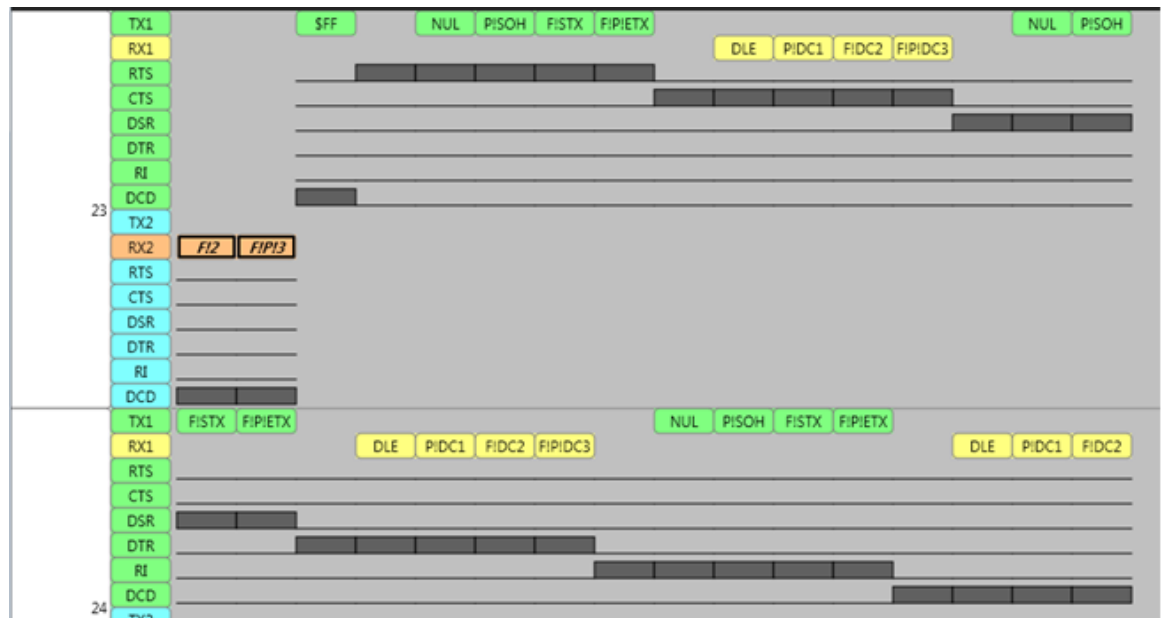 TX1 $FF NUL P!SOH F!STX F!P!ETX NUL P!SOH
RX1 DLE P!DC1 F!DC2 F!P!DC3
RTS
CTS
DSR
DTR
RI
DCD
23
TX2
RX2 F!2 F!P!3
RTS
CTS
DSR
DTR
RI
DCD
TX1 F!STX F!P!ETX NUL P!SOH F!STX F!P!ETX
RX1 DLE P!DC1 F!DC2 F!P!DC3 DLE P!DC1 F!DC2
RTS
CTS
DSR
DTR
RI
DCD
24
TX2